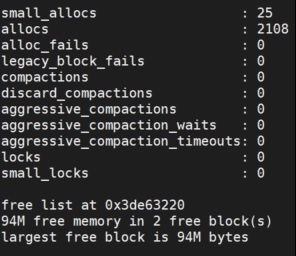 small_allocs                  : 25
allocs                        : 2108
alloc_fails                   : 0
legacy_block_fails            : 0
compactions                   : 0
discard_compactions           : 0
aggressive_compactions        : 0
aggressive_compaction_waits   : 0
aggressive_compaction_timeouts: 0
locks                         : 0
small_locks                   : 0

free list at 0x3de63220
94M free memory in 2 free block(s)
largest free block is 94M bytes